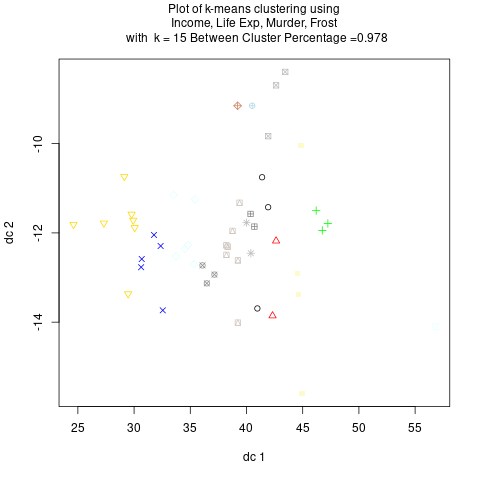 Plot of k-means clustering using
Income, Life Exp, Murder, Frost
with k = 15 Between Cluster Percentage =0.978
-10
-12
-14
dc 2
25 30 35 40 45 50 55
dc 1